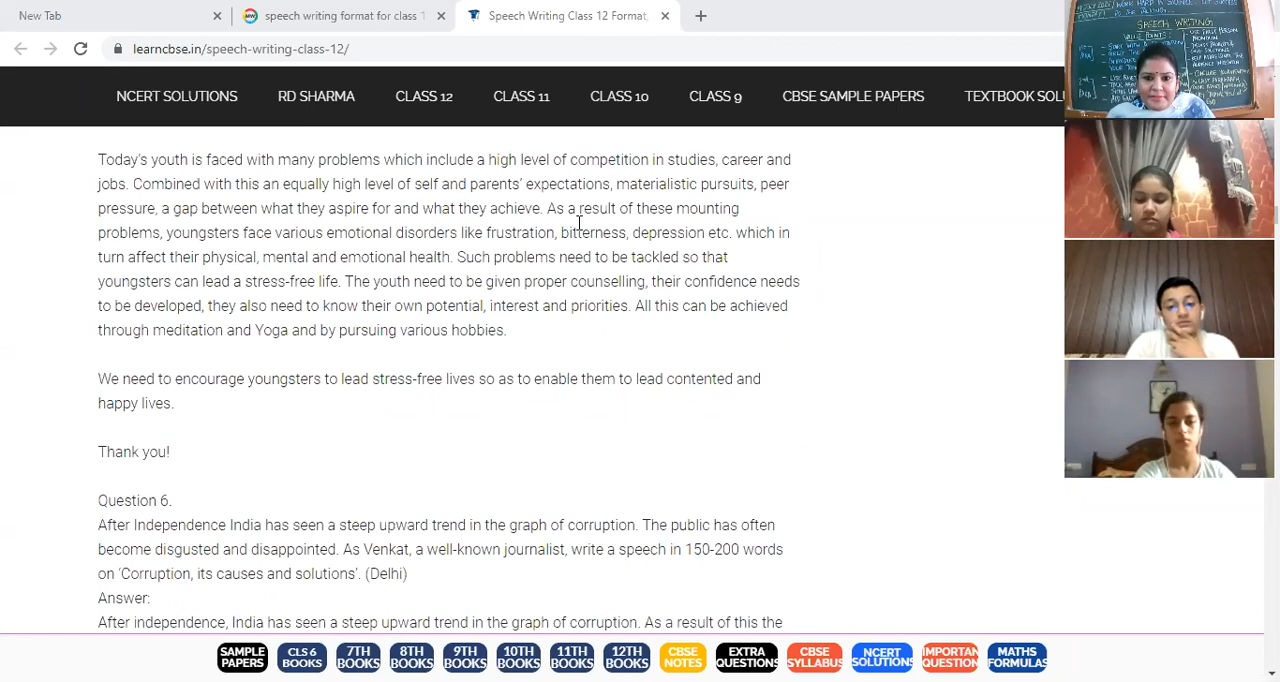 New Tab
speech writing format for class 1
Speech Writing Class 12 Format,
learncbse.in/speech-writing-class-12/
NCERT SOLUTIONS RD SHARMA CLASS 12 CLASS 11 CLASS 10 CLASS 9 CBSE SAMPLE PAPERS TEXTBOOK SOLU
Today's youth is faced with many problems which include a high level of competition in studies, career and
jobs. Combined with this an equally high level of self and parents' expectations, materialistic pursuits, peer
pressure, a gap between what they aspire for and what they achieve. As a result of these mounting
problems, youngsters face various emotional disorders like frustration, bitterness, depression etc. which in
turn affect their physical, mental and emotional health. Such problems need to be tackled so that
youngsters can lead a stress-free life. The youth need to be given proper counselling, their confidence needs
to be developed, they also need to know their own potential, interest and priorities. All this can be achieved
through meditation and Yoga and by pursuing various hobbies.
We need to encourage youngsters to lead stress-free lives so as to enable them to lead contented and
happy lives.
Thank you!
Question 6.
After Independence India has seen a steep upward trend in the graph of corruption. The public has often
become disgusted and disappointed. As Venkat, a well-known journalist, write a speech in 150-200 words
on ‘Corruption, its causes and solutions’. (Delhi)
Answer:
After independence, India has seen a steep upward trend in the graph of corruption. As a result of this the
SAMPLE PAPERS
CLS 6 BOOKS
7TH BOOKS
8TH BOOKS
9TH BOOKS
10TH BOOKS
11TH BOOKS
12TH BOOKS
CBSE NOTES
EXTRA QUESTIONS
CBSE SYLLABUS
NCERT SOLUTIONS
IMPORTANT QUESTION
MATHS FORMULAS
SPEECH WRITING
VALUE POINTS: